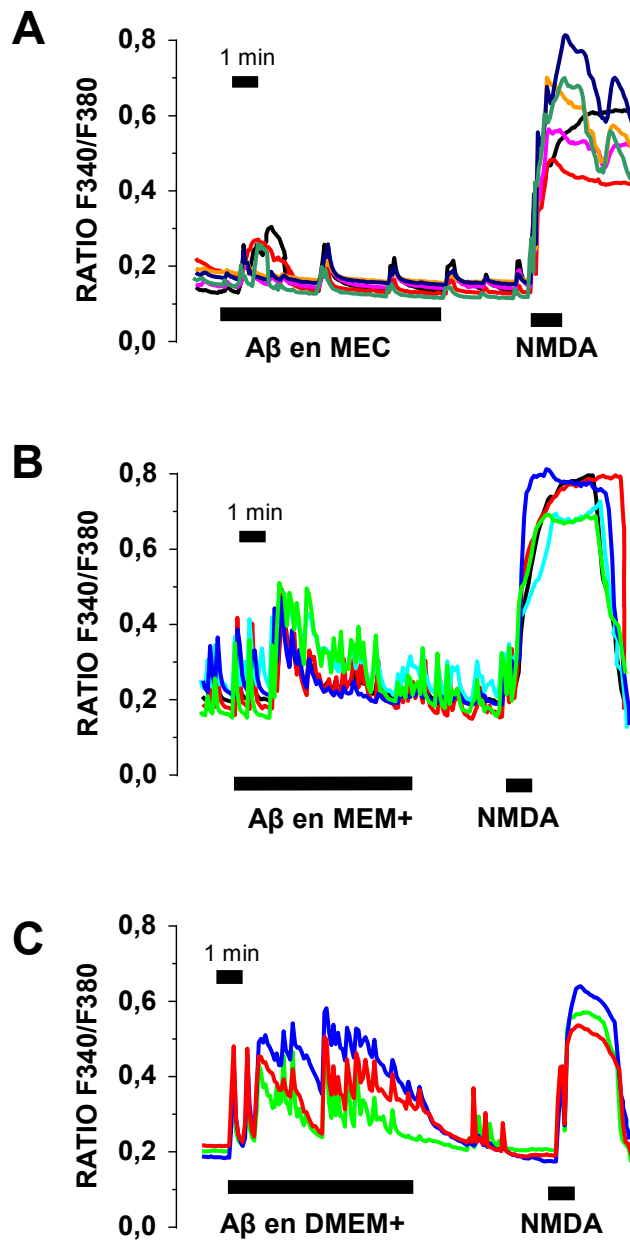 A
RATIO F340/F380
0,8
0,6
0,4
0,2
0,0
1 min
Aβ en MEC
NMDA
B
RATIO F340/F380
0,8
0,6
0,4
0,2
0,0
1 min
Aβ en MEM+
NMDA
C
RATIO F340/F380
0,8
0,6
0,4
0,2
0,0
1 min
Aβ en DMEM+
NMDA